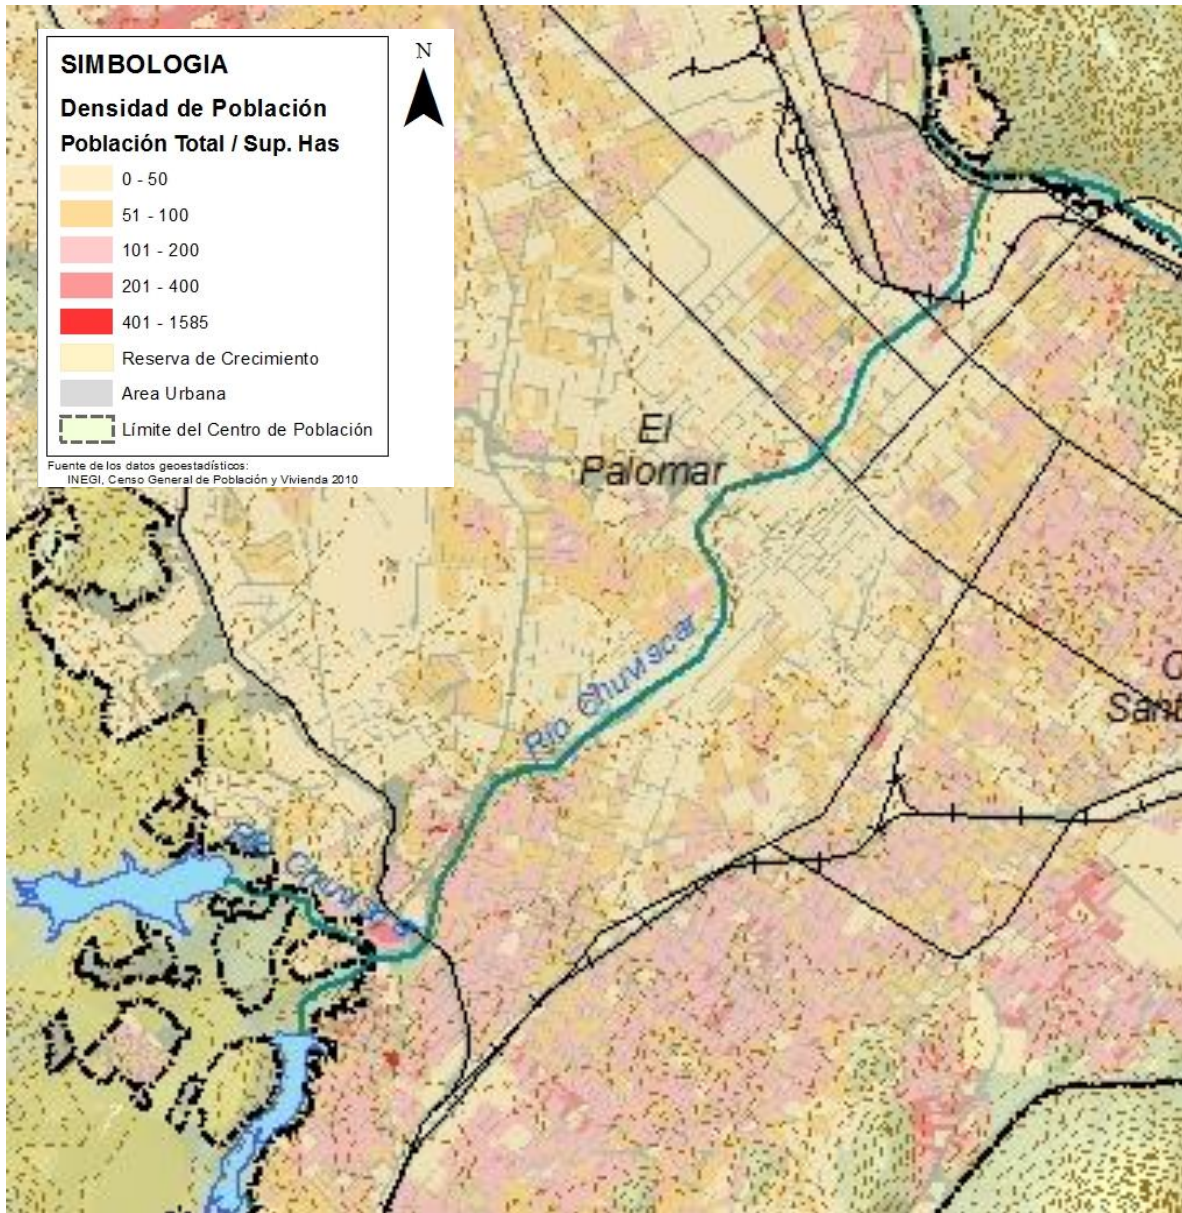 SIMBOLOGIA
Densidad de Población
Población Total / Sup. Has
0 - 50
51 - 100
101 - 200
201 - 400
401 - 1585
Reserva de Crecimiento
Area Urbana
Límite del Centro de Población
Fuente de los datos geoestadísticos:
INEGI, Censo General de Población y Vivienda 2010
N
El
Palomar
Río Chuviscar